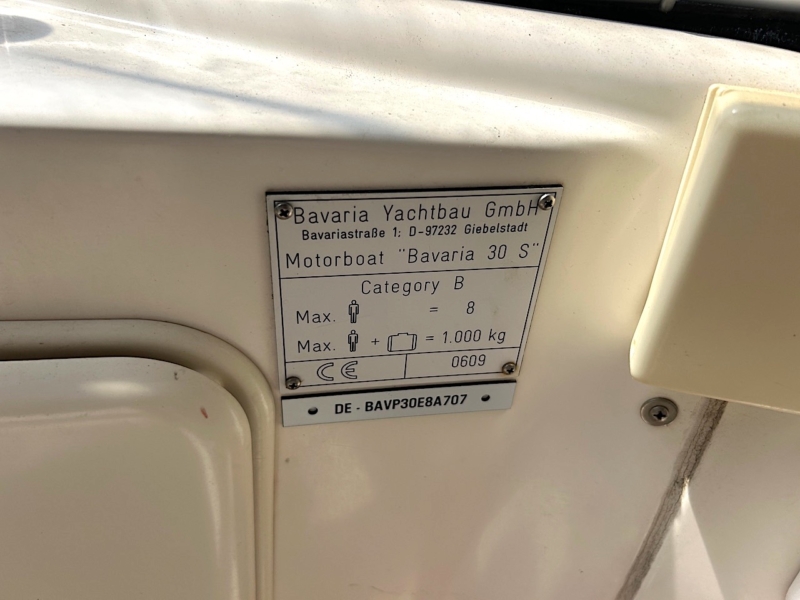 Bavaria Yachtbau GmbH
Bavariastraße 1; D-97232 Giebelstadt
Motorboat "Bavaria 30 S"
Category B
Max. = 8
Max. + = 1.000 kg
CE 0609
DE - BAVP30E8A707